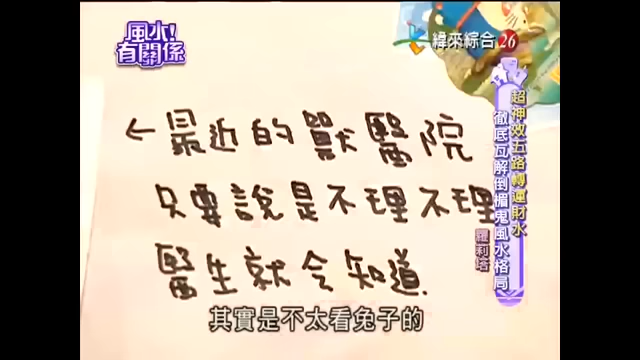 風水!
有關係
緯來綜合26
超神效五路轉運財水
徹底瓦解倒楣鬼風水格局
羅利塔
←最近的獸醫院
只要說是不理不理
醫生就会知道.
其實是不太看兔子的